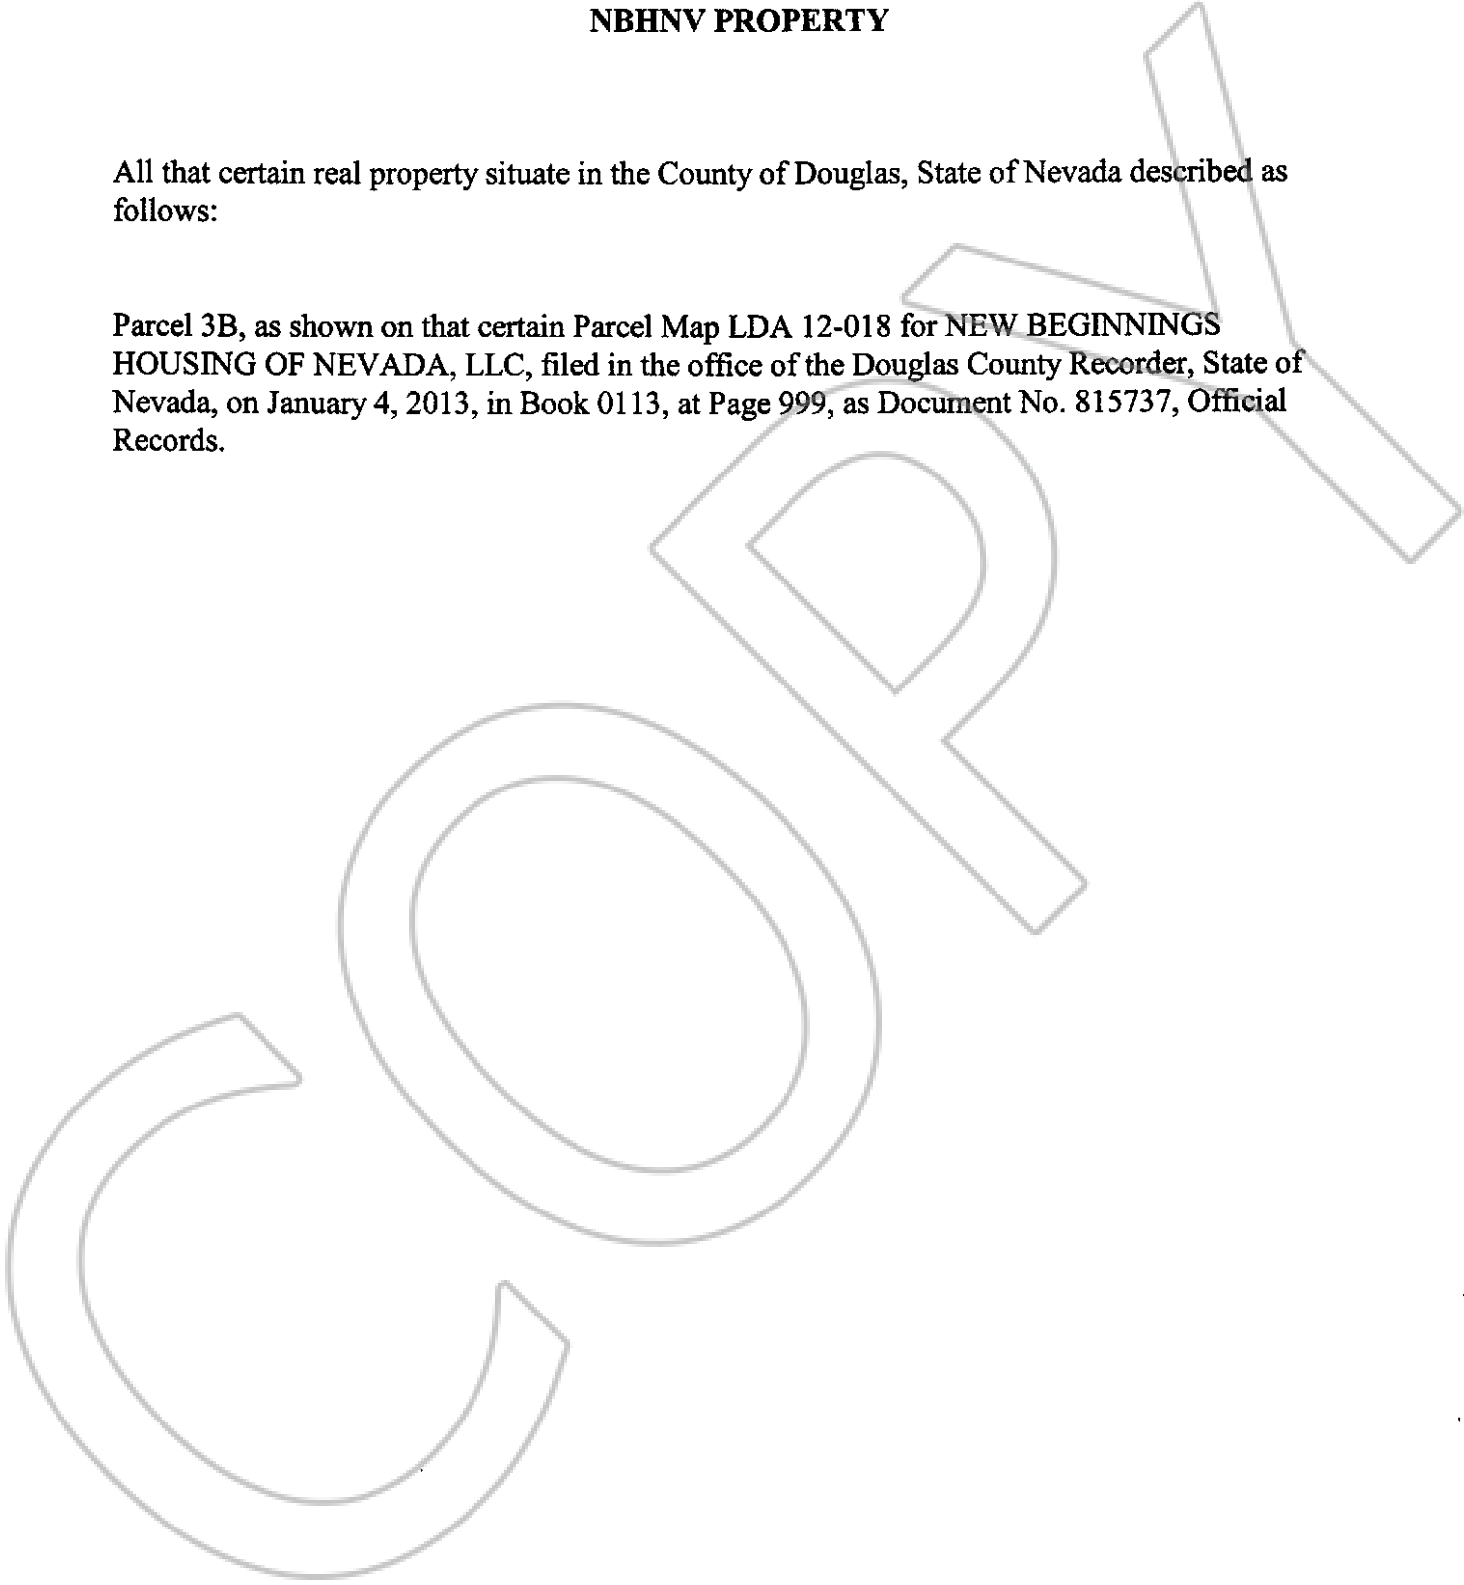 NBHNV PROPERTY
All that certain real property situate in the County of Douglas, State of Nevada described as
follows:
Parcel 3B, as shown on that certain Parcel Map LDA 12-018 for NEW BEGINNINGS
HOUSING OF NEVADA, LLC, filed in the office of the Douglas County Recorder, State of
Nevada, on January 4, 2013, in Book 0113, at Page 999, as Document No. 815737, Official
Records.
COPY